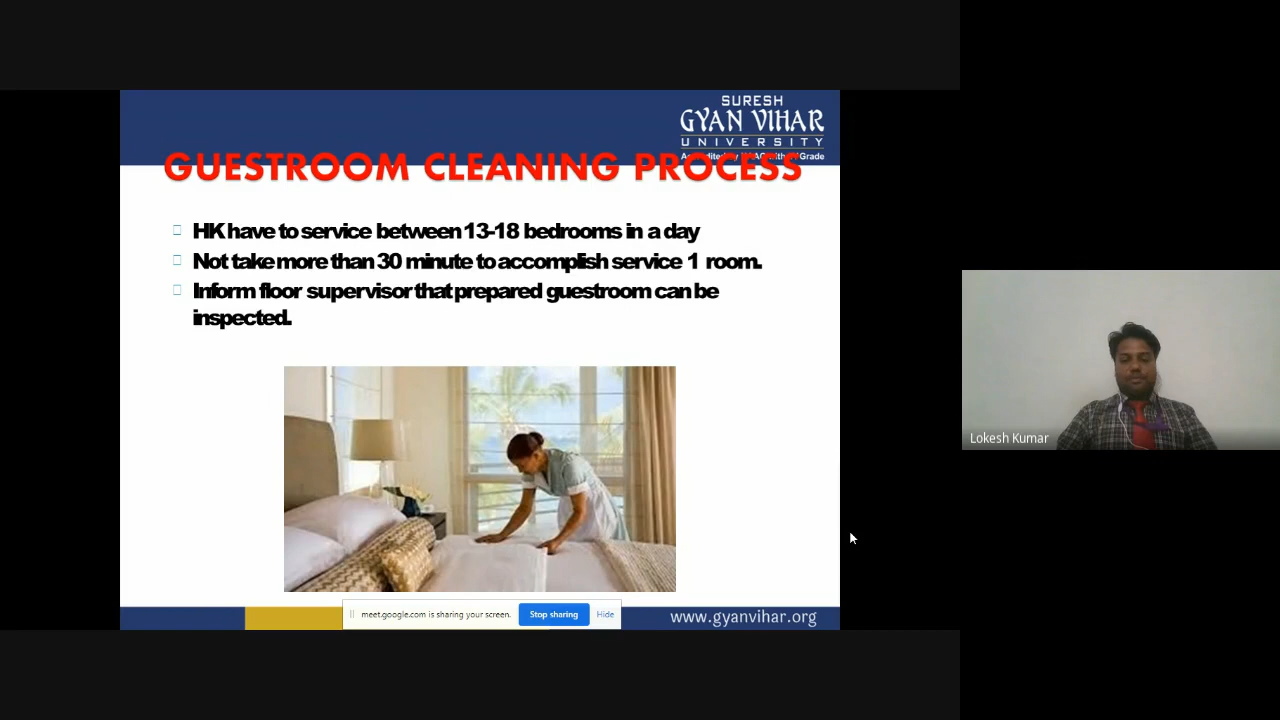 SURESH
GYAN VIHAR
UNIVERSITY
GUESTROOM CLEANING PROCESS
HK have to service between 13-18 bedrooms in a day
Not take more than 30 minute to accomplish service 1 room.
Inform floor supervisor that prepared guestroom can be
inspected.
Lokesh Kumar
meet.google.com is sharing your screen.
Stop sharing
Hide
www.gyanvihar.org